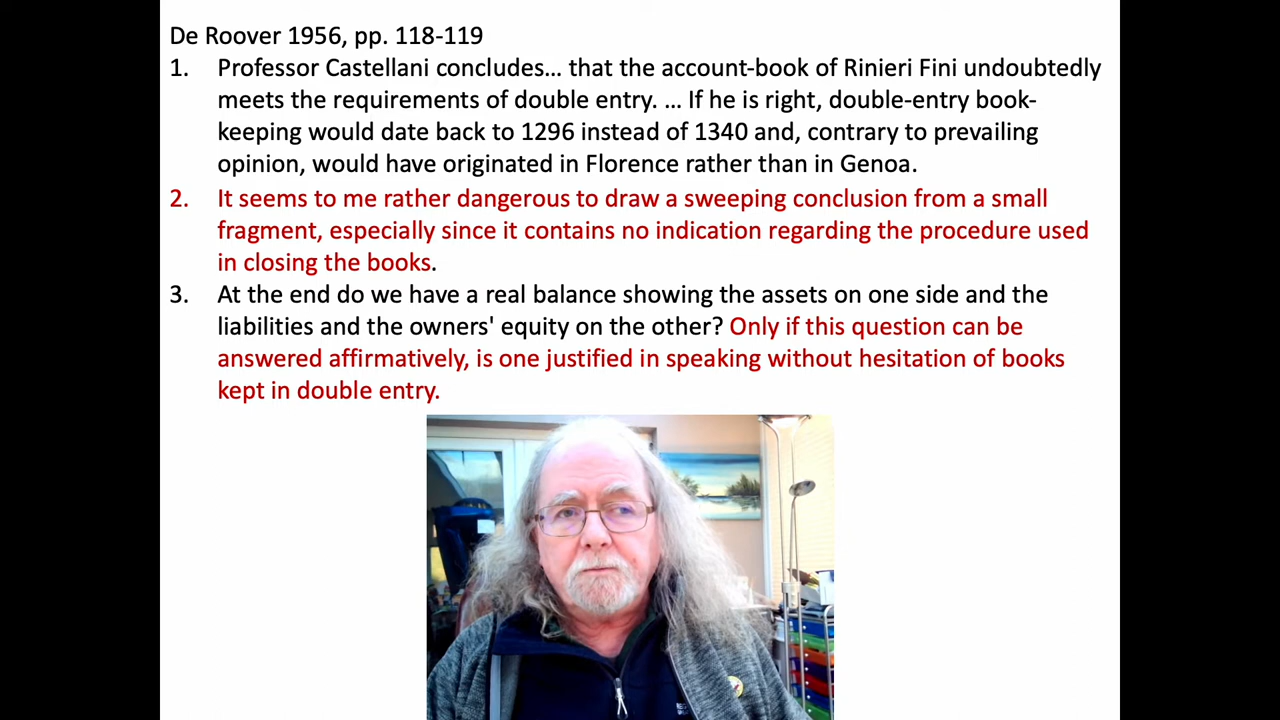 De Roover 1956, pp. 118-119
1. Professor Castellani concludes… that the account-book of Rinieri Fini undoubtedly
meets the requirements of double entry. … If he is right, double-entry book-
keeping would date back to 1296 instead of 1340 and, contrary to prevailing
opinion, would have originated in Florence rather than in Genoa.
2. It seems to me rather dangerous to draw a sweeping conclusion from a small
fragment, especially since it contains no indication regarding the procedure used
in closing the books.
3. At the end do we have a real balance showing the assets on one side and the
liabilities and the owners' equity on the other? Only if this question can be
answered affirmatively, is one justified in speaking without hesitation of books
kept in double entry.